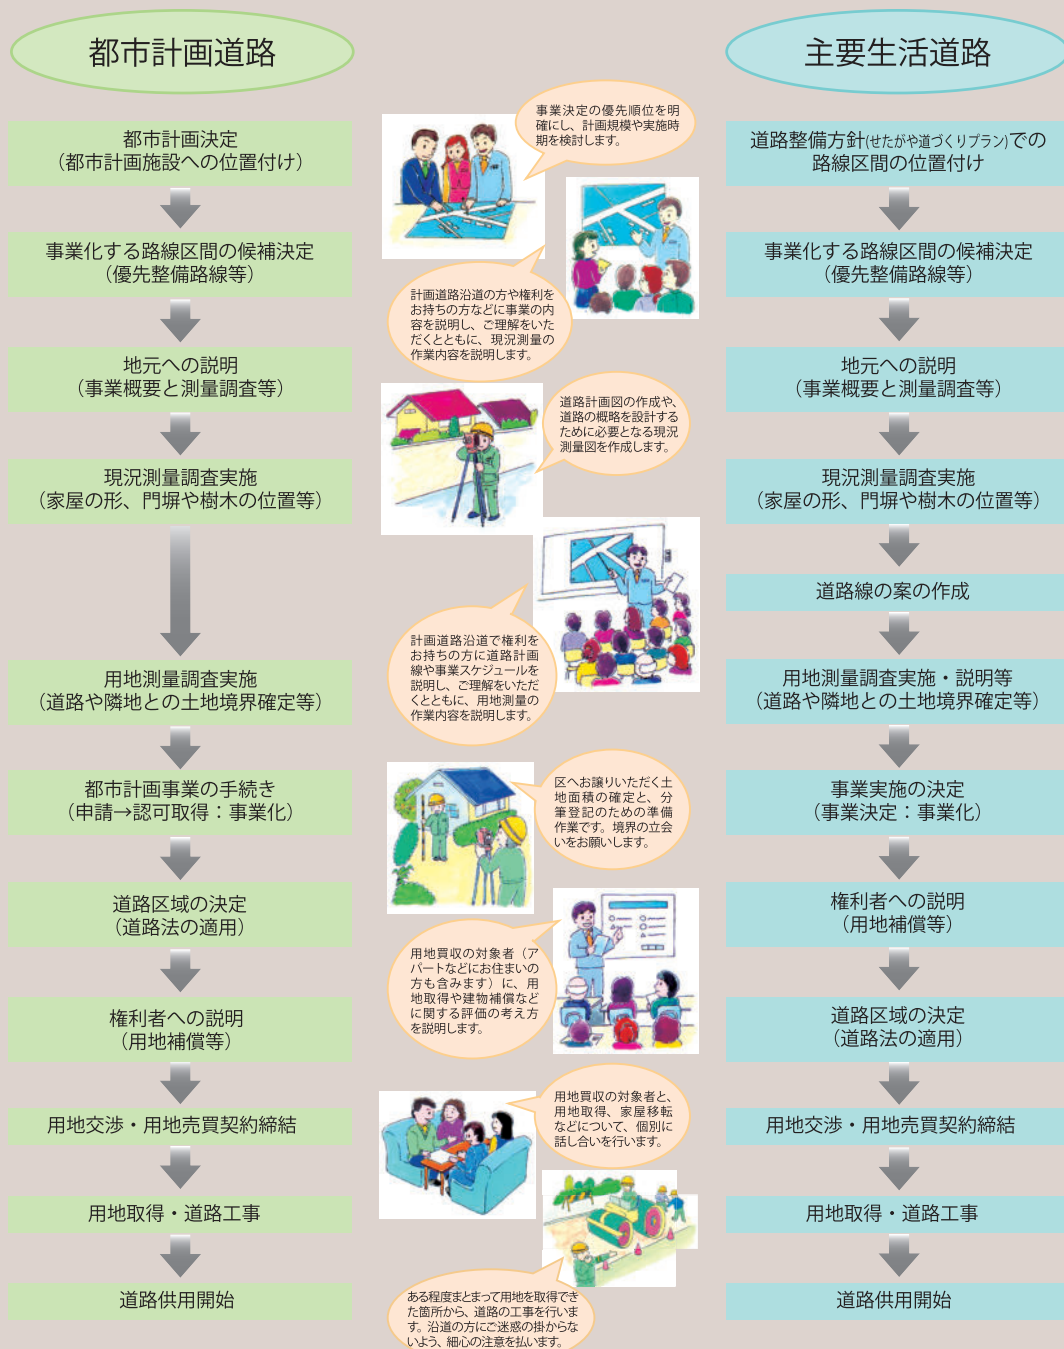 都市計画道路
都市計画決定
（都市計画施設への位置付け）
事業化する路線区間の候補決定
（優先整備路線等）
地元への説明
（事業概要と測量調査等）
現況測量調査実施
（家屋の形、門塀や樹木の位置等）
用地測量調査実施
（道路や隣地との土地境界確定等）
都市計画事業の手続き
（申請→認可取得：事業化）
道路区域の決定
（道路法の適用）
権利者への説明
（用地補償等）
用地交渉・用地売買契約締結
用地取得・道路工事
道路供用開始
事業決定の優先順位を明
確にし、計画規模や実施時
期を検討します。
計画道路沿道の方や権利を
お持ちの方などに事業の内
容を説明し、ご理解をいた
だくとともに、現況測量の
作業内容を説明します。
道路計画図の作成や、
道路の概略を設計する
ために必要となる現況
測量図を作成します。
計画道路沿道で権利を
お持ちの方に道路計画
線や事業スケジュールを
説明し、ご理解をいただ
くとともに、用地測量の
作業内容を説明します。
区へお譲りいただく土
地面積の確定と、分
筆登記のための準備
作業です。境界の立会
いをお願いします。
用地買収の対象者（ア
パートなどにお住まいの
方も含みます）に、用
地取得や建物補償など
に関する評価の考え方
を説明します。
用地買収の対象者と、
用地取得、家屋移転
などについて、個別に
話し合いを行います。
ある程度まとまって用地を取得でき
た箇所から、道路の工事を行いま
す。沿道の方にご迷惑の掛からな
いよう、細心の注意を払います。
主要生活道路
道路整備方針(せたがや道づくりプラン)での
路線区間の位置付け
事業化する路線区間の候補決定
（優先整備路線等）
地元への説明
（事業概要と測量調査等）
現況測量調査実施
（家屋の形、門塀や樹木の位置等）
道路線の案の作成
用地測量調査実施・説明等
（道路や隣地との土地境界確定等）
事業実施の決定
（事業決定：事業化）
権利者への説明
（用地補償等）
道路区域の決定
（道路法の適用）
用地交渉・用地売買契約締結
用地取得・道路工事
道路供用開始